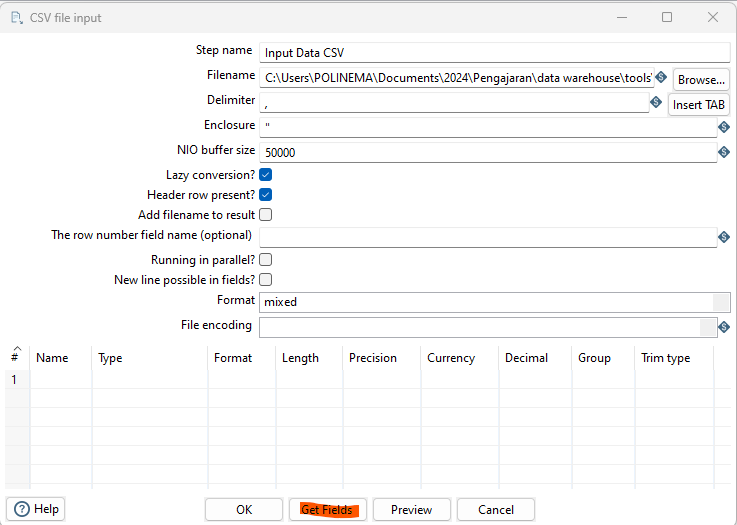 CSV file input
Step name Input Data CSV
Filename C:\Users\POLINEMA\Documents\2024\Pengajaran\data warehouse\tools\ Browse...
Delimiter , Insert TAB
Enclosure "
NIO buffer size 50000
Lazy conversion?
Header row present?
Add filename to result
The row number field name (optional)
Running in parallel?
New line possible in fields?
Format mixed
File encoding
# Name Type Format Length Precision Currency Decimal Group Trim type
1
Help OK Get Fields Preview Cancel